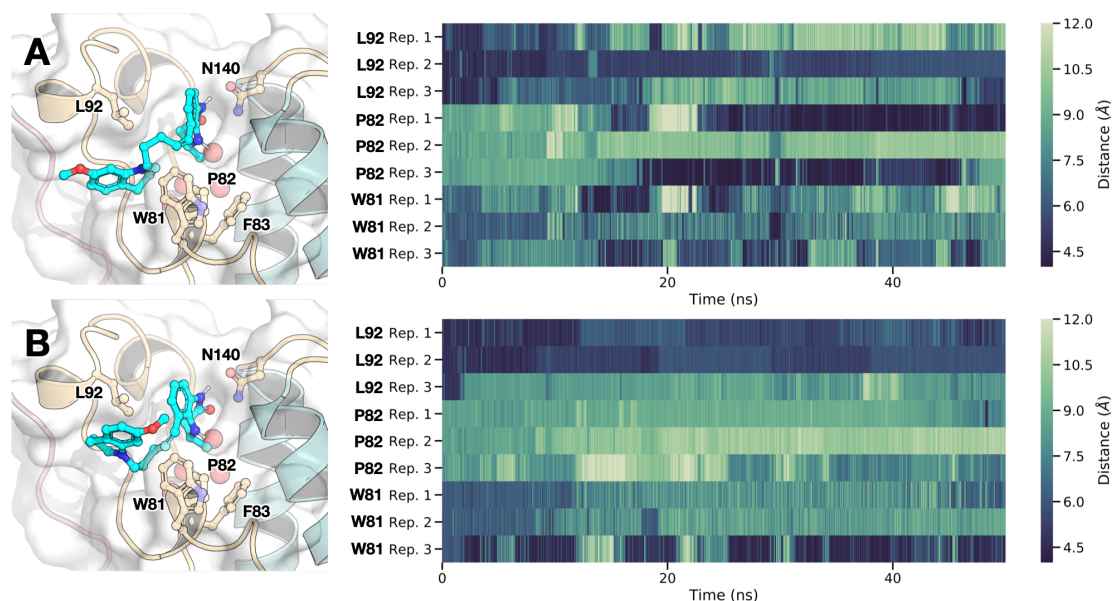 A
L92
N140
P82
W81
F83
L92 Rep. 1
L92 Rep. 2
L92 Rep. 3
P82 Rep. 1
P82 Rep. 2
P82 Rep. 3
W81 Rep. 1
W81 Rep. 2
W81 Rep. 3
0 20 40
Time (ns)
12.0
10.5
9.0
7.5
6.0
4.5
Distance (Å)
B
N140
L92
P82
W81
F83
L92 Rep. 1
L92 Rep. 2
L92 Rep. 3
P82 Rep. 1
P82 Rep. 2
P82 Rep. 3
W81 Rep. 1
W81 Rep. 2
W81 Rep. 3
0 20 40
Time (ns)
12.0
10.5
9.0
7.5
6.0
4.5
Distance (Å)